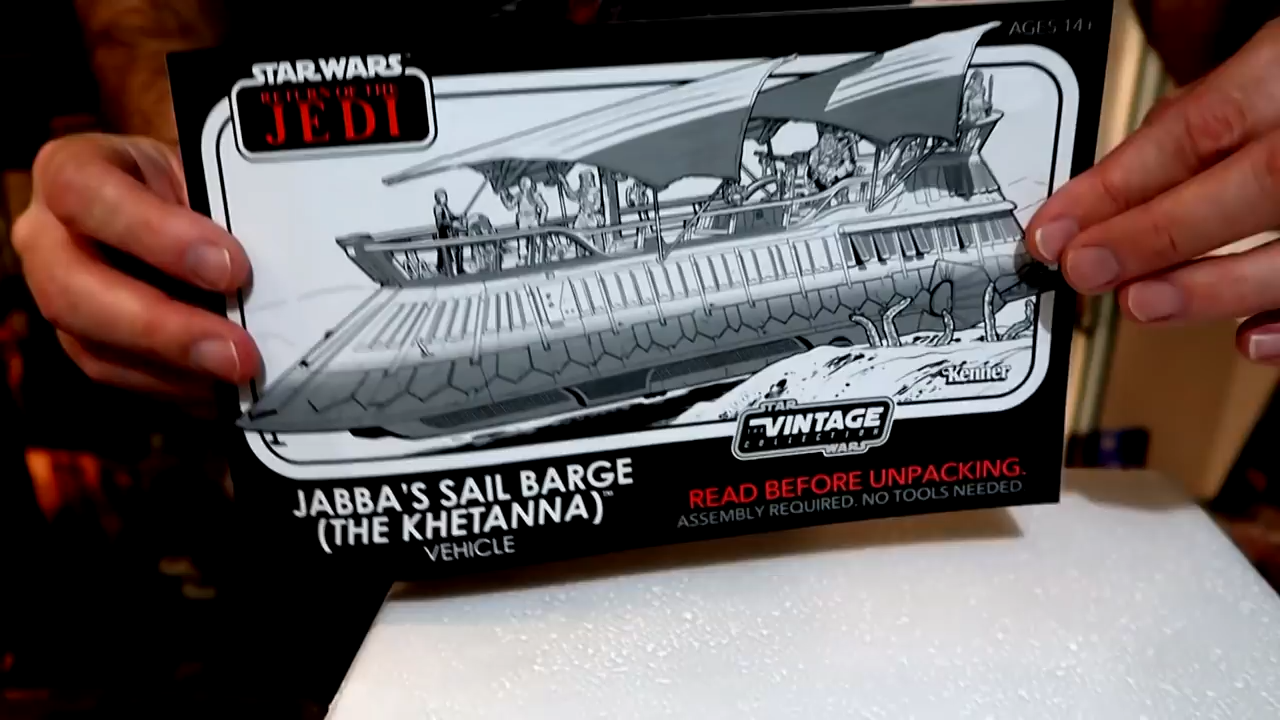 AGES 14+
STAR WARS
RETURN OF THE
JEDI
Kenner
STAR
THE VINTAGE
COLLECTION
WARS
JABBA'S SAIL BARGE
(THE KHETANNA)™
VEHICLE
READ BEFORE UNPACKING.
ASSEMBLY REQUIRED. NO TOOLS NEEDED